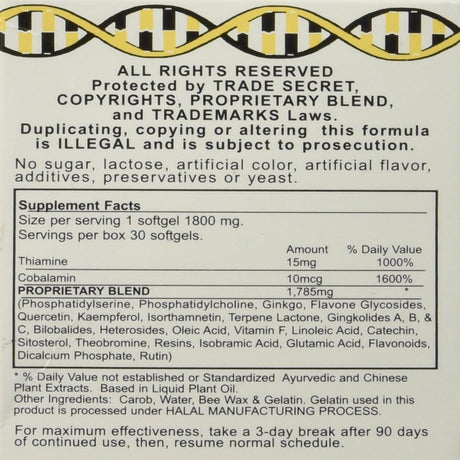 ALL RIGHTS RESERVED
Protected by TRADE SECRET,
COPYRIGHTS, PROPRIETARY BLEND,
and TRADEMARKS Laws.
Duplicating, copying or altering this formula
is ILLEGAL and is subject to prosecution.
No sugar, lactose, artificial color, artificial flavor,
additives, preservatives or yeast.
Supplement Facts
Size per serving 1 softgel 1800 mg.
Servings per box 30 softgels.
Amount % Daily Value
Thiamine 15mg 1000%
Cobalamin 10mcg 1600%
PROPRIETARY BLEND 1,785mg *
(Phosphatidylserine, Phosphatidylcholine, Ginkgo, Flavone Glycosides,
Quercetin, Kaempferol, Isorthamnetin, Terpene Lactone, Gingkolides A, B, &
C, Bilobalides, Heterosides, Oleic Acid, Vitamin F, Linoleic Acid, Catechin,
Sitosterol, Theobromine, Resins, Isobramic Acid, Glutamic Acid, Flavonoids,
Dicalcium Phosphate, Rutin)
* % Daily Value not established or Standardized Ayurvedic and Chinese
Plant Extracts. Based in Liquid Plant Oil.
Other Ingredients: Carob, Water, Bee Wax & Gelatin. Gelatin used in this
product is processed under HALAL MANUFACTURING PROCESS.
For maximum effectiveness, take a 3-day break after 90 days
of continued use, then, resume normal schedule.